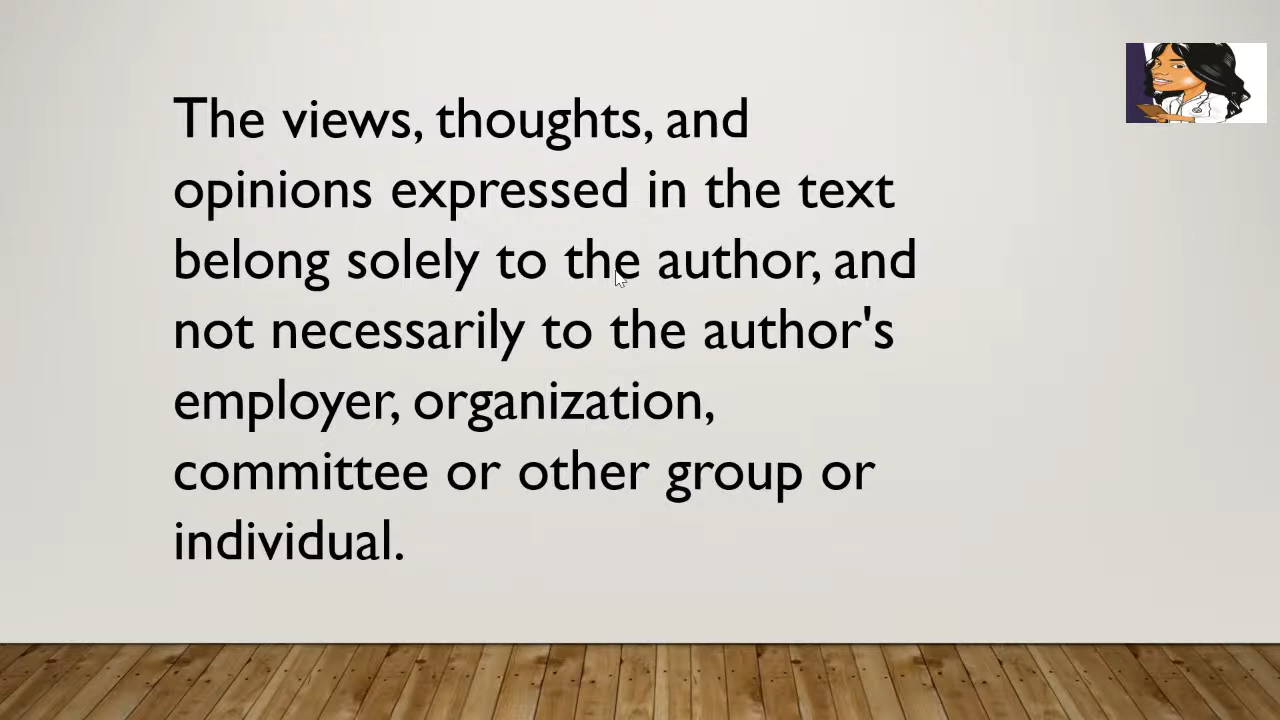 The views, thoughts, and
opinions expressed in the text
belong solely to the author, and
not necessarily to the author's
employer, organization,
committee or other group or
individual.